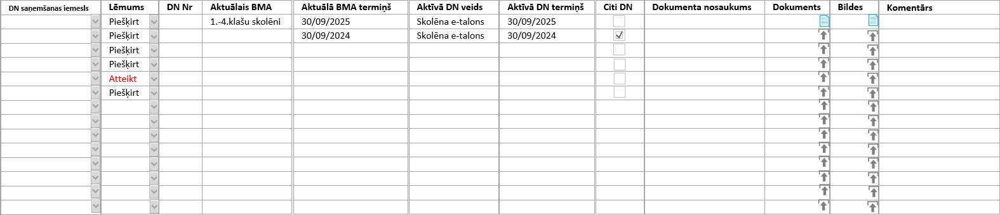 DN saņemšanas iemesls Lēmums DN Nr Aktuālais BMA Aktuālā BMA termiņš Aktīvā DN veids Aktīvā DN termiņš Citi DN Dokumenta nosaukums Dokuments Bildes Komentārs
Piešķirt 1.-4.klašu skolēni 30/09/2025 Skolēna e-talons 30/09/2025
Piešķirt 30/09/2024 Skolēna e-talons 30/09/2024
Piešķirt
Piešķirt
Atteikt
Piešķirt